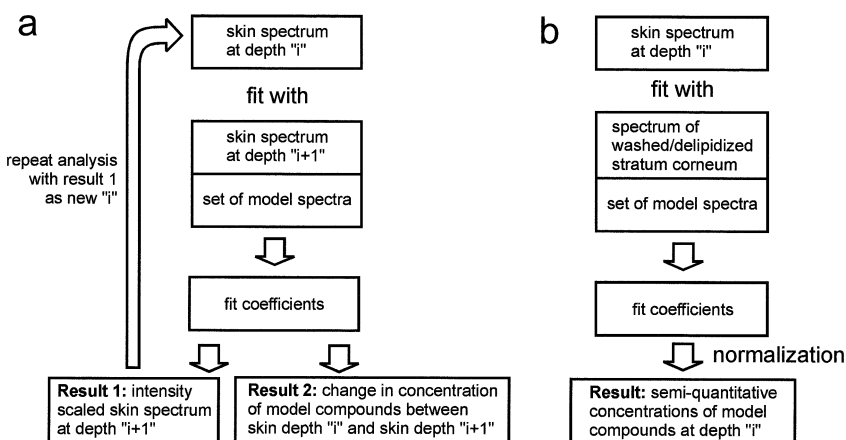 a
skin spectrum
at depth "i"
fit with
skin spectrum
at depth "i+1"
set of model spectra
repeat analysis
with result 1
as new "i"
fit coefficients
Result 1: intensity
scaled skin spectrum
at depth "i+1"
Result 2: change in concentration
of model compounds between
skin depth "i" and skin depth "i+1"
b
skin spectrum
at depth "i"
fit with
spectrum of
washed/delipidized
stratum corneum
set of model spectra
fit coefficients
normalization
Result: semi-quantitative
concentrations of model
compounds at depth "i"